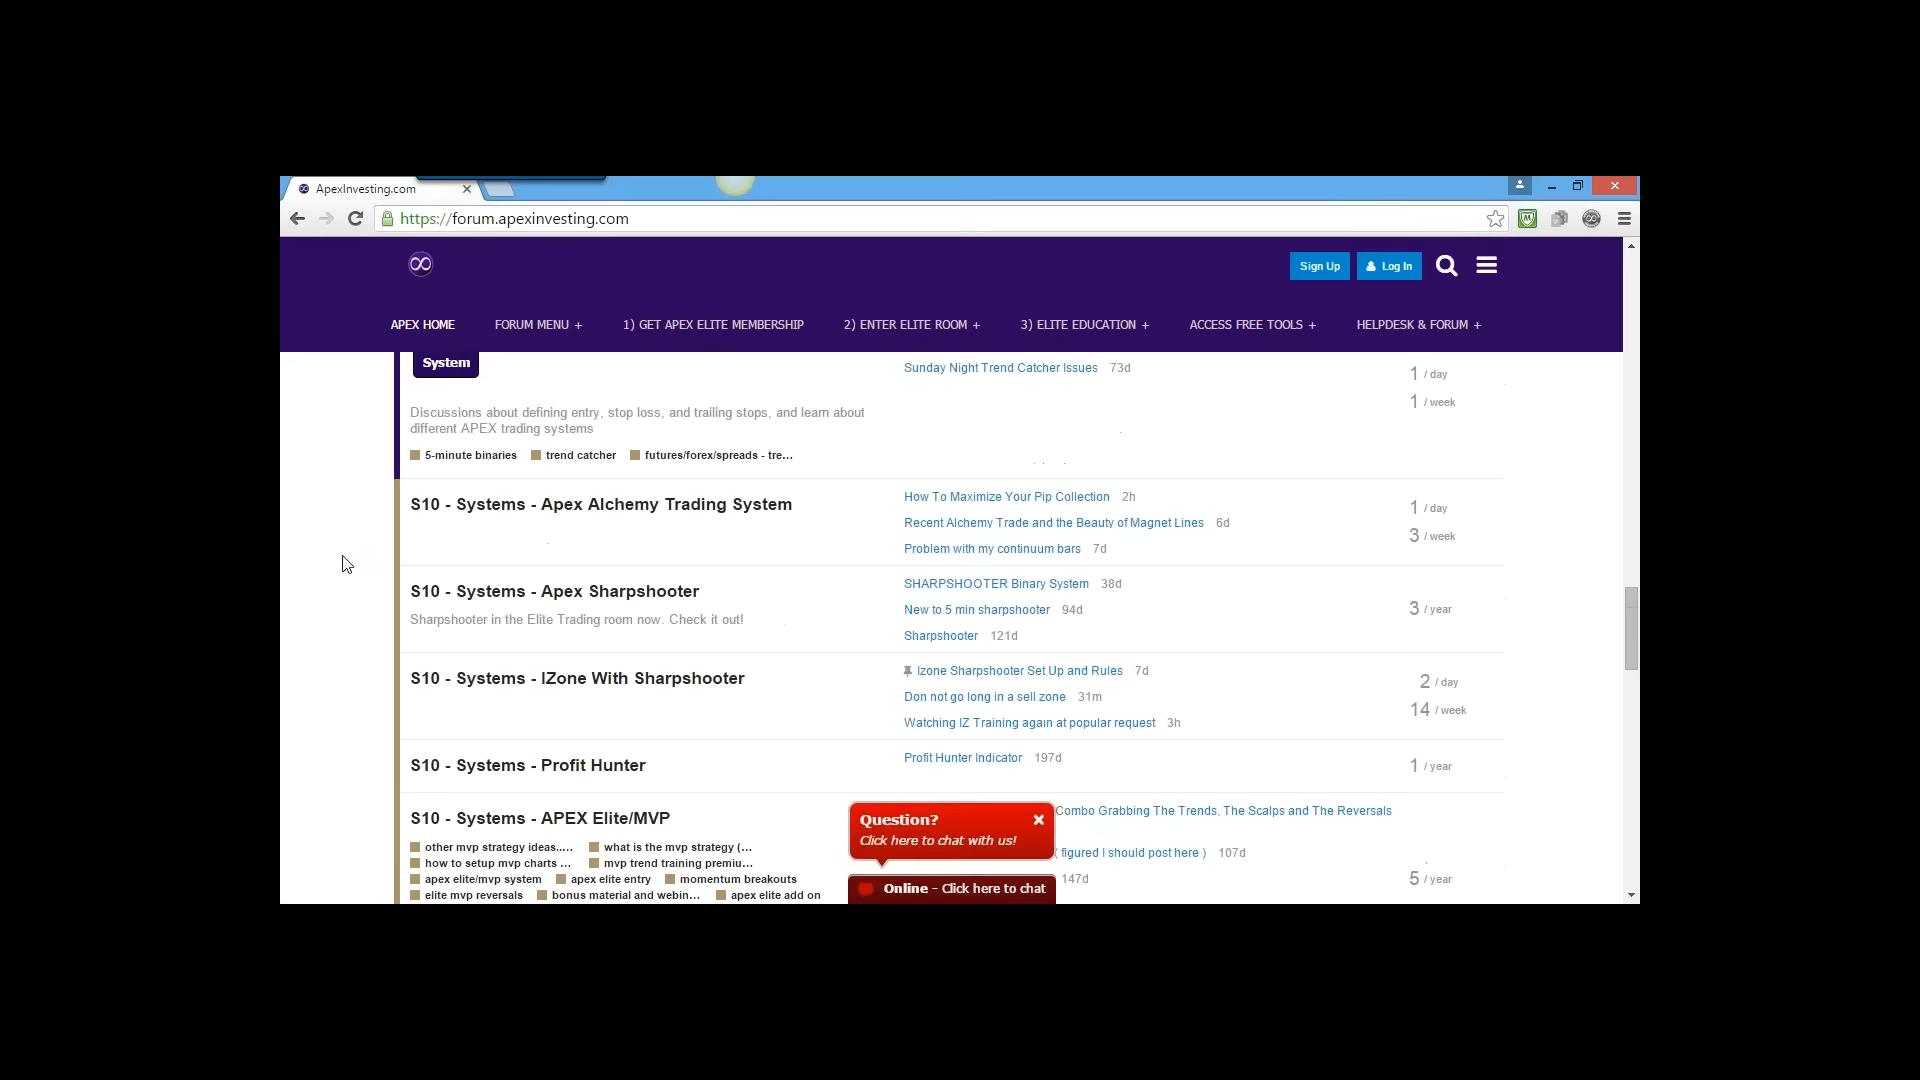 ApexInvesting.com
https://forum.apexinvesting.com
Sign Up
Log In
APEX HOME
FORUM MENU +
1) GET APEX ELITE MEMBERSHIP
2) ENTER ELITE ROOM +
3) ELITE EDUCATION +
ACCESS FREE TOOLS +
HELPDESK & FORUM +
System
Sunday Night Trend Catcher Issues 73d
1 / day
1 / week
Discussions about defining entry, stop loss, and trailing stops, and learn about
different APEX trading systems
5-minute binaries trend catcher futures/forex/spreads - tre...
S10 - Systems - Apex Alchemy Trading System
How To Maximize Your Pip Collection 2h
Recent Alchemy Trade and the Beauty of Magnet Lines 6d
Problem with my continuum bars 7d
1 / day
3 / week
S10 - Systems - Apex Sharpshooter
Sharpshooter in the Elite Trading room now. Check it out!
SHARPSHOOTER Binary System 38d
New to 5 min sharpshooter 94d
Sharpshooter 121d
3 / year
S10 - Systems - IZone With Sharpshooter
Izone Sharpshooter Set Up and Rules 7d
Don not go long in a sell zone 31m
Watching IZ Training again at popular request 3h
2 / day
14 / week
S10 - Systems - Profit Hunter
Profit Hunter Indicator 197d
1 / year
S10 - Systems - APEX Elite/MVP
other mvp strategy ideas..... what is the mvp strategy (...
how to setup mvp charts ... mvp trend training premiu...
apex elite/mvp system apex elite entry momentum breakouts
elite mvp reversals bonus material and webin... apex elite add on
Combo Grabbing The Trends, The Scalps and The Reversals
( figured I should post here ) 107d
147d
5 / year
Question?
Click here to chat with us!
Online - Click here to chat